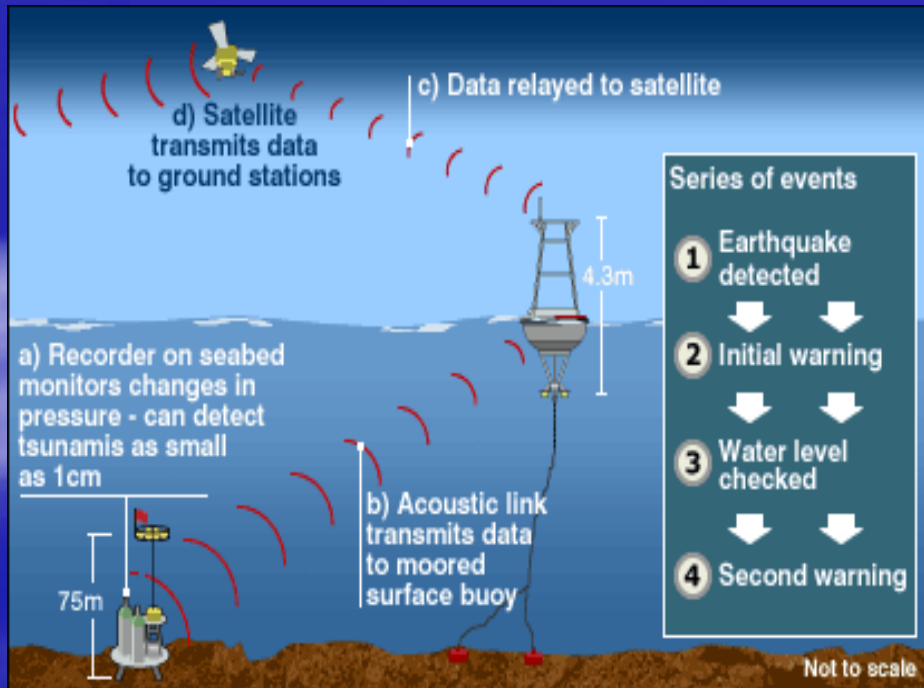 c) Data relayed to satellite
d) Satellite
transmits data
to ground stations
4.3m
a) Recorder on seabed
monitors changes in
pressure - can detect
tsunamis as small
as 1cm
b) Acoustic link
transmits data
to moored
surface buoy
75m
Series of events
1 Earthquake
detected
2 Initial warning
3 Water level
checked
4 Second warning
Not to scale